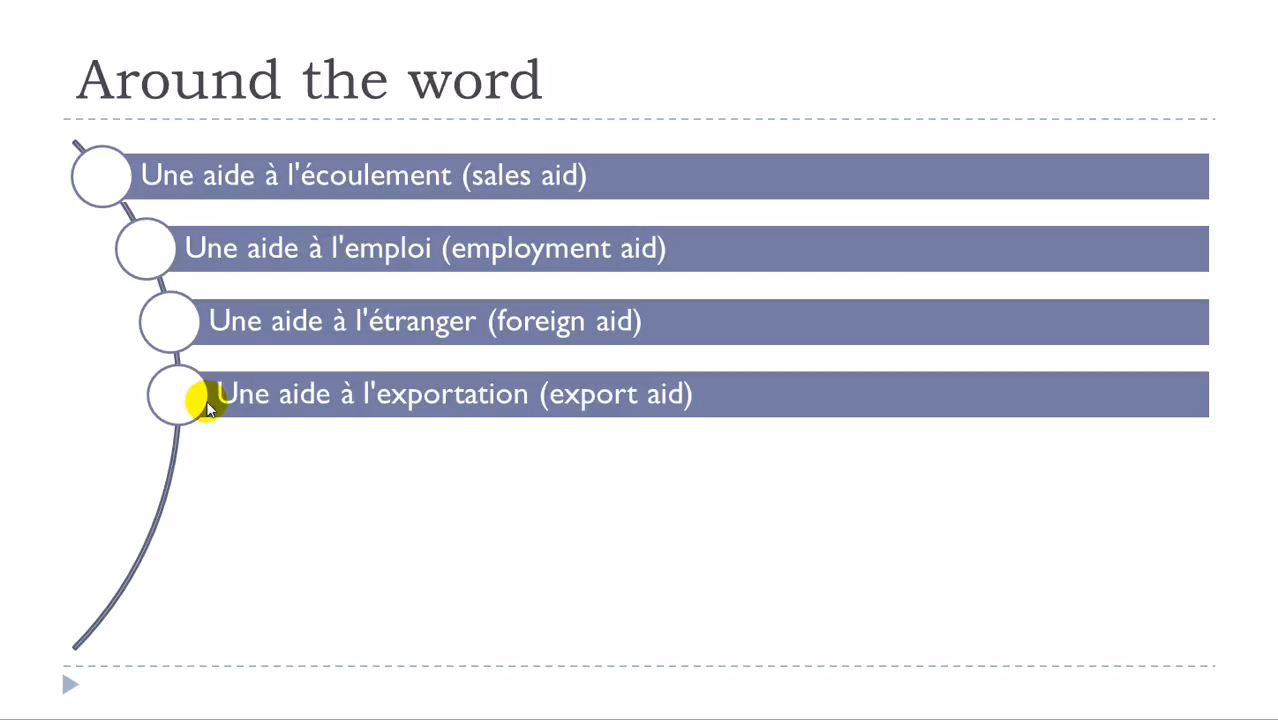 Around the word
Une aide à l'écoulement (sales aid)
Une aide à l'emploi (employment aid)
Une aide à l'étranger (foreign aid)
Une aide à l'exportation (export aid)